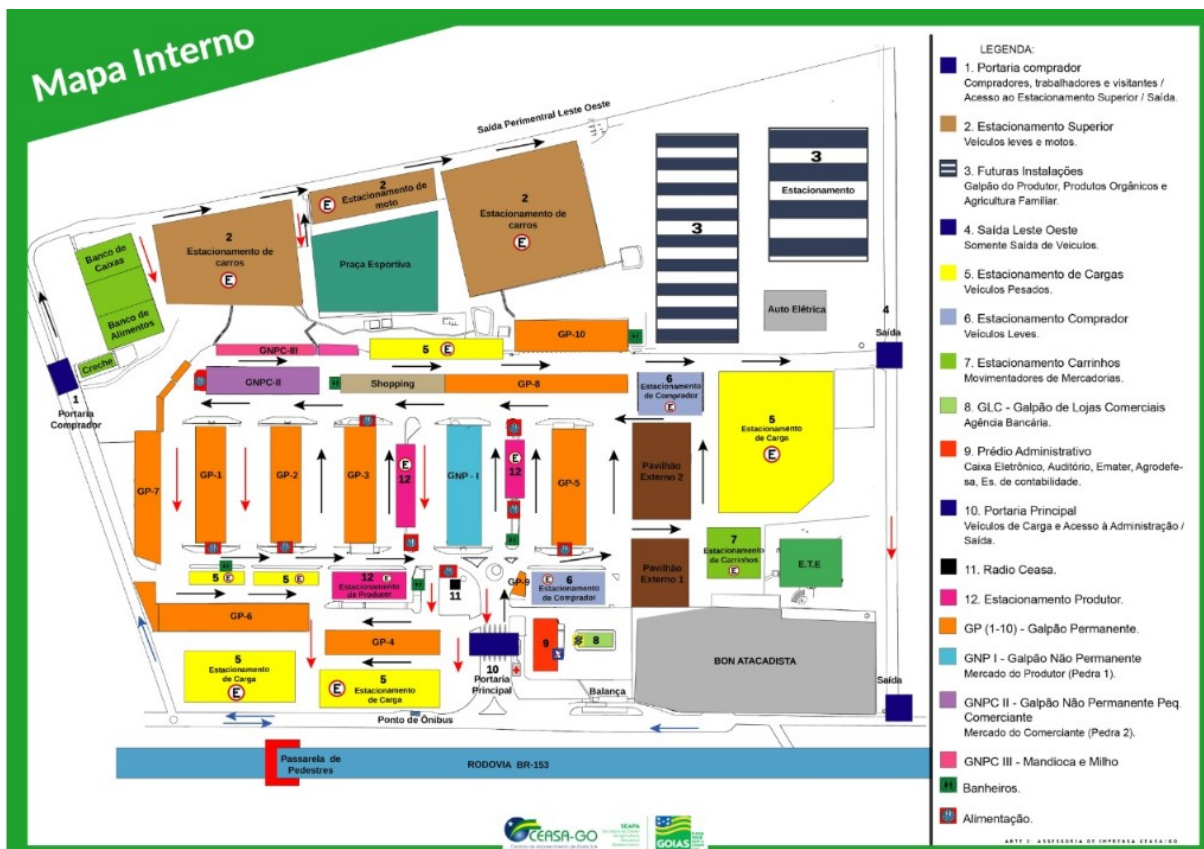 Mapa Interno
Saída Perimentral Leste Oeste
2
Estacionamento de
moto
E
2
Estacionamento de
carros
E
2
Estacionamento de
carros
E
Banco de
Caixas
Banco de
Alimentos
Creche
Praça Esportiva
3
3
Estacionamento
Auto Elétrica
4
Saída
1
Portaria
Comprador
GNPC-III
5 E
GP-10
GNPC-II
Shopping
GP-8
6
Estacionamento
de Comprador
E
5
Estacionamento
de Carga
E
GP-7
GP-1
GP-2
GP-3
E
12
GNP - I
E
12
GP-5
Pavilhão
Externo 2
5 E
5 E
12 E
Estacionamento
da Produtor
11
GP-9
E 6
Estacionamento
de Comprador
Pavilhão
Externo 1
7
Estacionamento
de Carrinhos
E
E.T.E
GP-6
GP-4
10
Portaria
Principal
9
8
BON ATACADISTA
5
Estacionamento
de Carga
E
5
E Estacionamento
de Carga
Balança
Saída
Ponto de Ônibus
Passarela de
Pedestres
RODOVIA BR-153
CEASA-GO
SEAPA
GOIÁS
LEGENDA:
1. Portaria comprador
Compradores, trabalhadores e visitantes /
Acesso ao Estacionamento Superior / Saída.
2. Estacionamento Superior
Veículos leves e motos.
3. Futuras Instalações
Galpão do Produtor, Produtos Orgânicos e
Agricultura Familiar.
4. Saída Leste Oeste
Somente Saída de Veiculos.
5. Estacionamento de Cargas
Veículos Pesados.
6. Estacionamento Comprador
Veículos Leves.
7. Estacionamento Carrinhos
Movimentadores de Mercadorias.
8. GLC - Galpão de Lojas Comerciais
Agência Bancária.
9. Prédio Administrativo
Caixa Eletrônico, Auditório, Emater, Agrodefe-
sa, Es. de contabilidade.
10. Portaria Principal
Veículos de Carga e Acesso à Administração /
Saída.
11. Radio Ceasa.
12. Estacionamento Produtor.
GP (1-10) - Galpão Permanente.
GNP I - Galpão Não Permanente
Mercado do Produtor (Pedra 1).
GNPC II - Galpão Não Permanente Peq.
Comerciante
Mercado do Comerciante (Pedra 2).
GNPC III - Mandioca e Milho
Banheiros.
Alimentação.
ARTE : ASSESSORIA DE IMPRENSA CEASA/GO